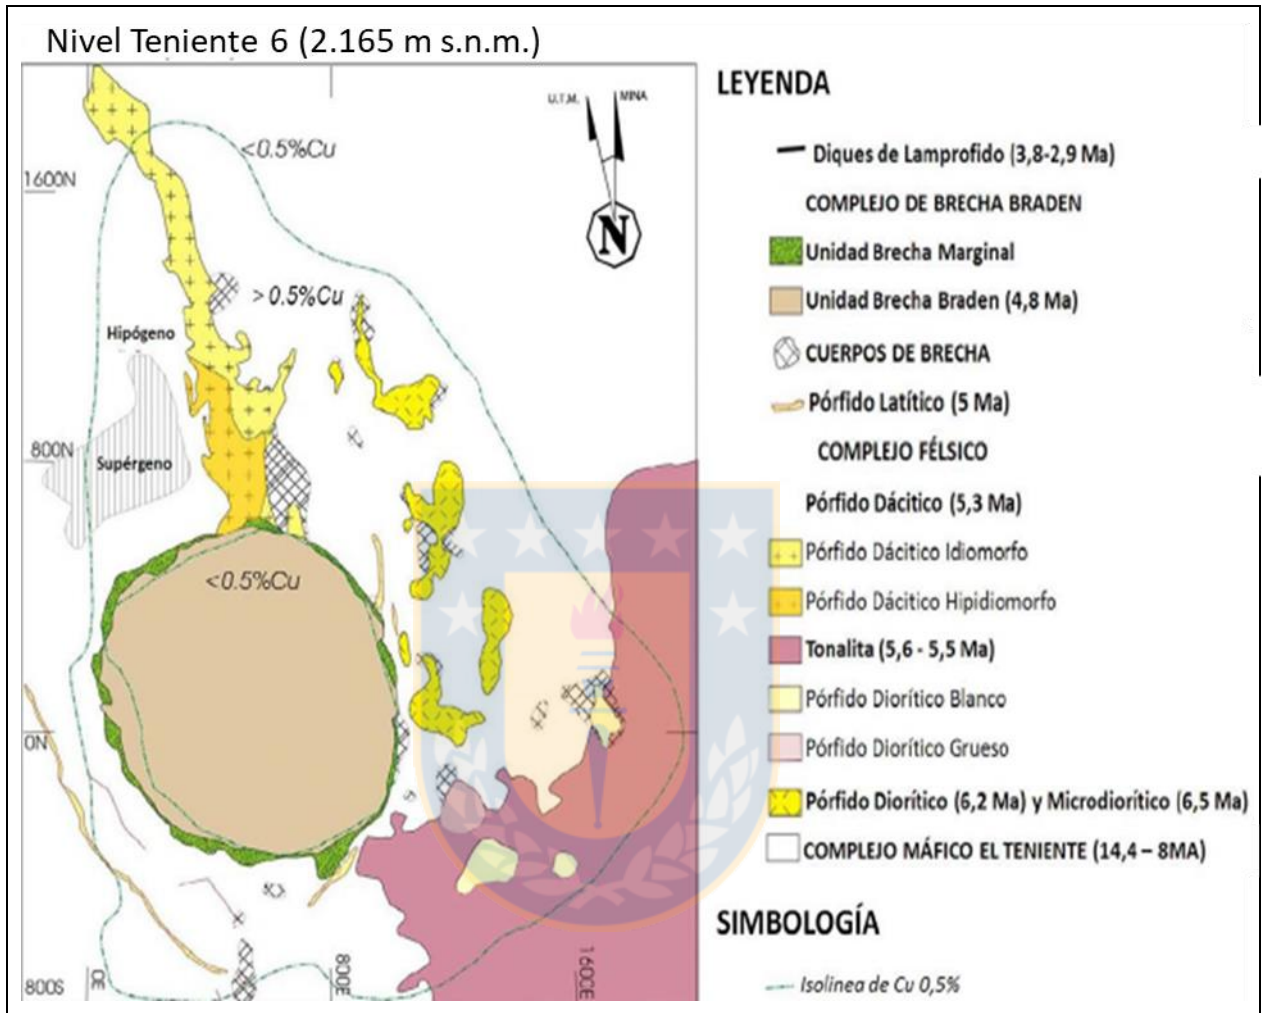 Nivel Teniente 6 (2.165 m s.n.m.)
U.T.M.
MINA
N
<0.5%Cu
1600N
>0.5%Cu
Hipógeno
800N
Supérgeno
<0.5%Cu
0N
800S
0E
800E
1600E
LEYENDA
Diques de Lamprofido (3,8-2,9 Ma)
COMPLEJO DE BRECHA BRADEN
Unidad Brecha Marginal
Unidad Brecha Braden (4,8 Ma)
CUERPOS DE BRECHA
Pórfido Latítico (5 Ma)
COMPLEJO FÉLSICO
Pórfido Dácitico (5,3 Ma)
Pórfido Dácitico Idiomorfo
Pórfido Dácitico Hipidiomorfo
Tonalita (5,6 - 5,5 Ma)
Pórfido Diorítico Blanco
Pórfido Diorítico Grueso
Pórfido Diorítico (6,2 Ma) y Microdiorítico (6,5 Ma)
COMPLEJO MÁFICO EL TENIENTE (14,4 – 8MA)
SIMBOLOGÍA
Isolinea de Cu 0,5%